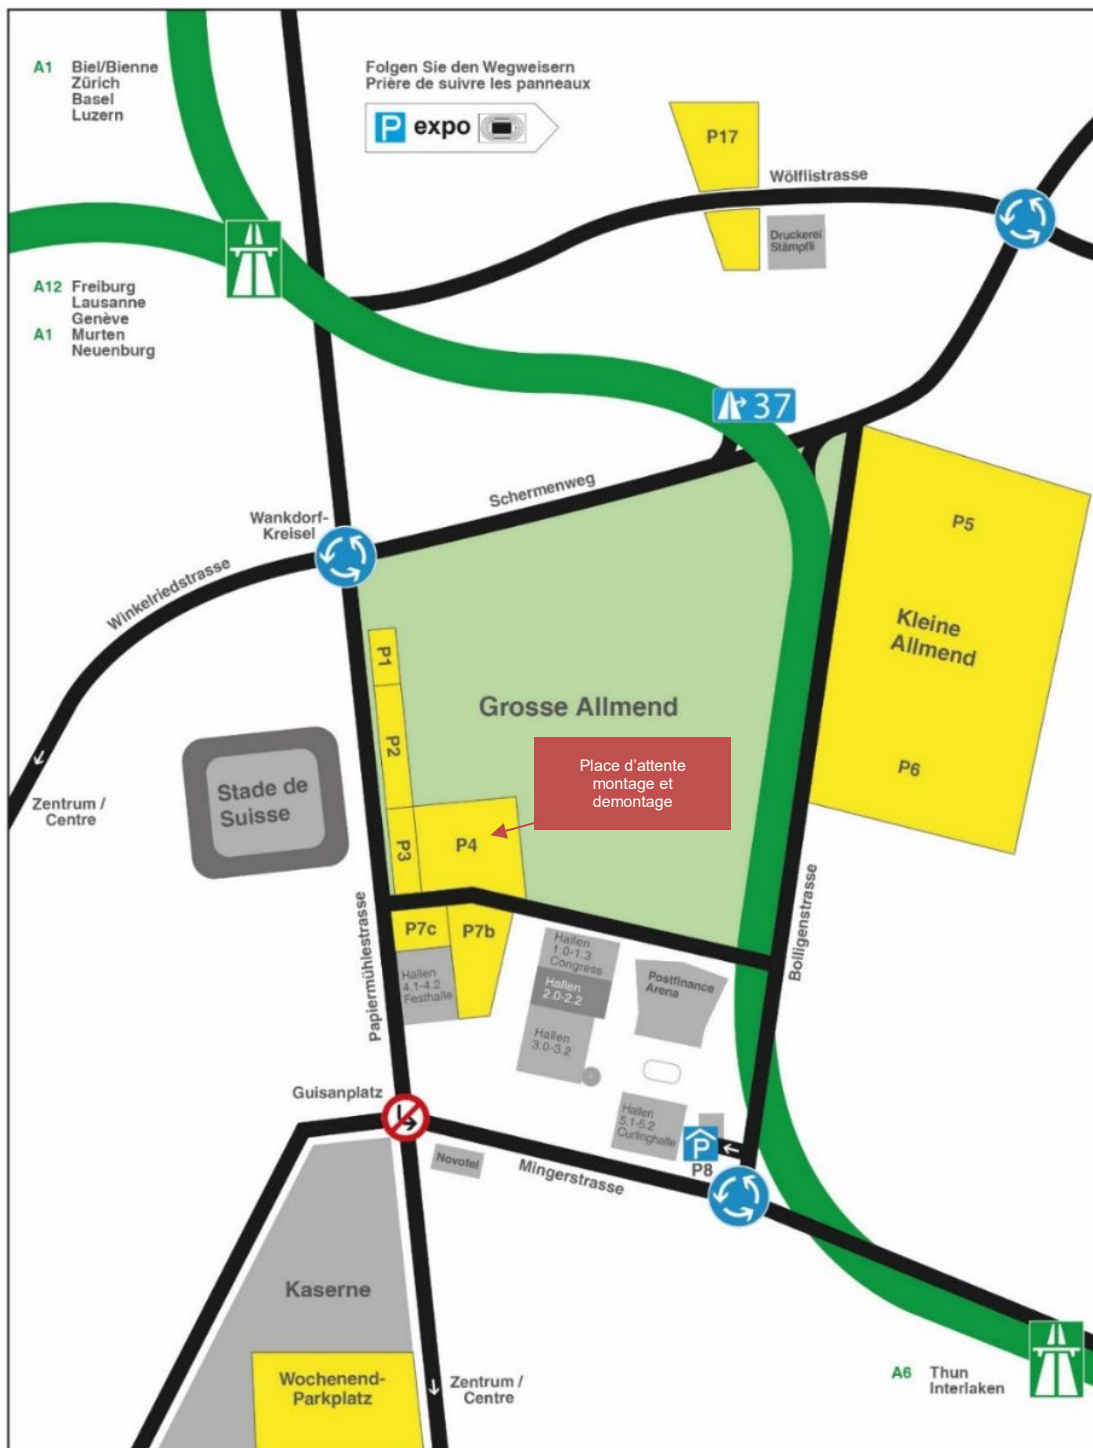 A1 Biel/Bienne
Zürich
Basel
Luzern
Folgen Sie den Wegweisern
Prière de suivre les panneaux
P expo
P17
Wölflistrasse
Druckerei
Stämpfli
A12 Freiburg
Lausanne
Genève
A1 Murten
Neuenburg
37
Schermenweg
Wankdorf-
Kreisel
Winkelriedstrasse
P5
Kleine
Allmend
P6
P1
P2
P3
P4
Grosse Allmend
Place d'attente
montage et
demontage
Stade de
Suisse
Zentrum /
Centre
Papiermühlestrasse
Bolligenstrasse
P7c
P7b
Hallen
4.1-4.2
Festhalle
Hallen
1.0-1.3
Congress
Hallen
2.0-2.2
Hallen
3.0-3.2
Postfinance
Arena
Guisanplatz
Hallen
5.1-5.2
Curlinghalle
P
P8
Novotel
Mingerstrasse
Kaserne
Wochenend-
Parkplatz
Zentrum /
Centre
A6 Thun
Interlaken